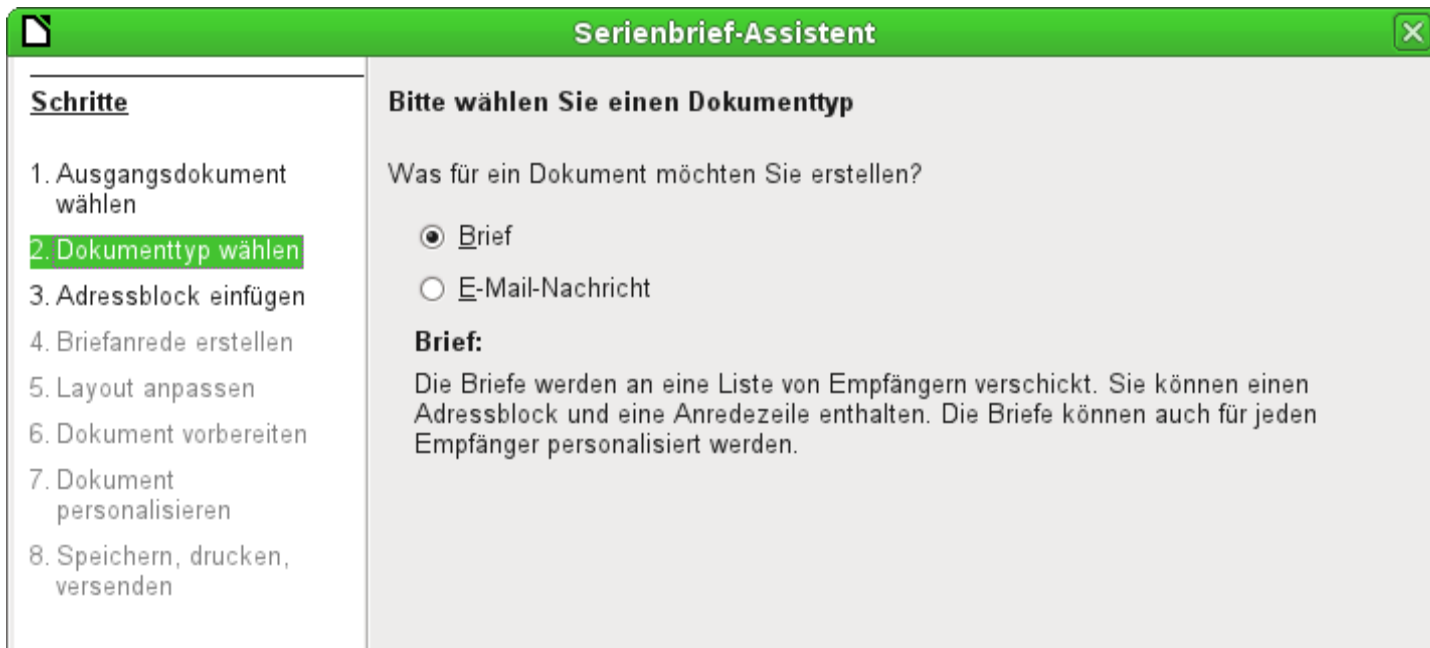 Serienbrief-Assistent
Schritte
1. Ausgangsdokument
wählen
2. Dokumenttyp wählen
3. Adressblock einfügen
4. Briefanrede erstellen
5. Layout anpassen
6. Dokument vorbereiten
7. Dokument
personalisieren
8. Speichern, drucken,
versenden
Bitte wählen Sie einen Dokumenttyp
Was für ein Dokument möchten Sie erstellen?
Brief
E-Mail-Nachricht
Brief:
Die Briefe werden an eine Liste von Empfängern verschickt. Sie können einen
Adressblock und eine Anredezeile enthalten. Die Briefe können auch für jeden
Empfänger personalisiert werden.